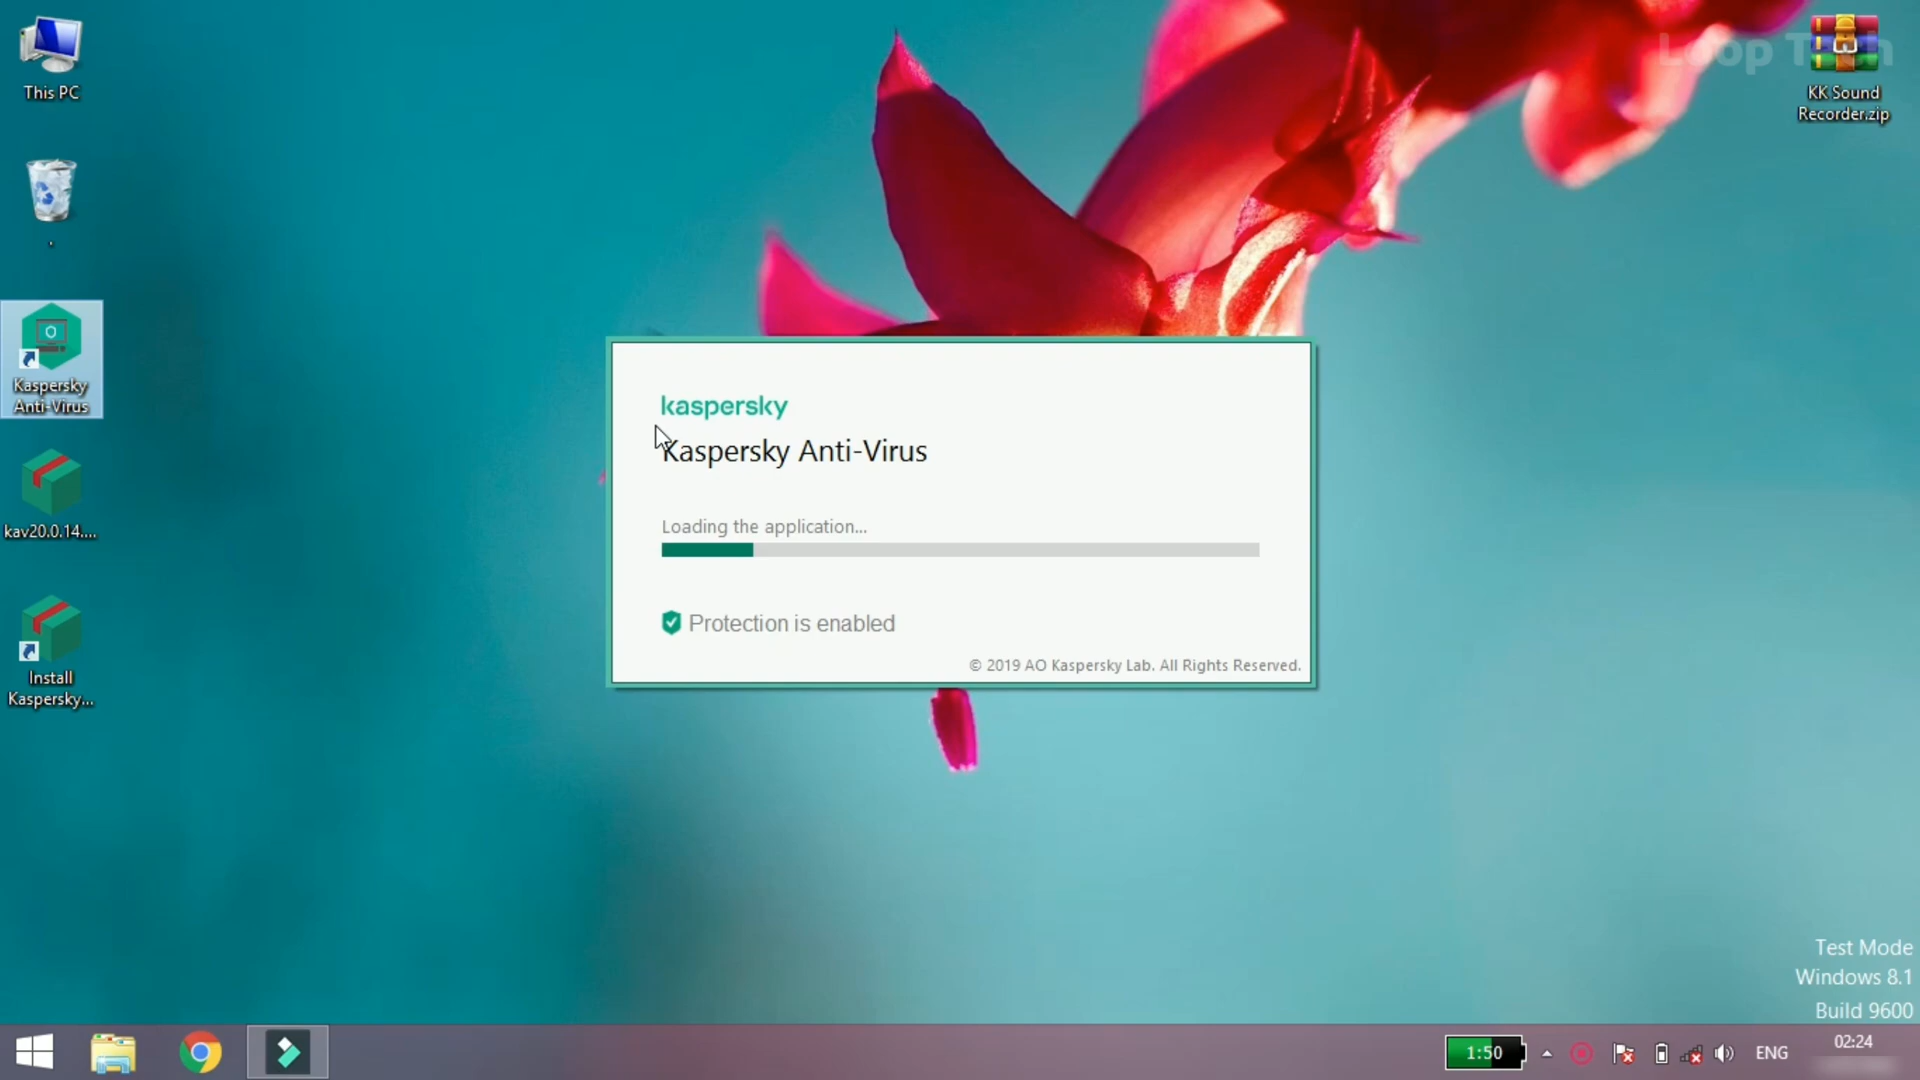 This PC
.
Kaspersky
Anti-Virus
kav20.0.14....
Install
Kaspersky...
Loop Tech
KK Sound
Recorder.zip
kaspersky
Kaspersky Anti-Virus
Loading the application...
Protection is enabled
© 2019 AO Kaspersky Lab. All Rights Reserved.
Test Mode
Windows 8.1
Build 9600
1:50
ENG
02:24